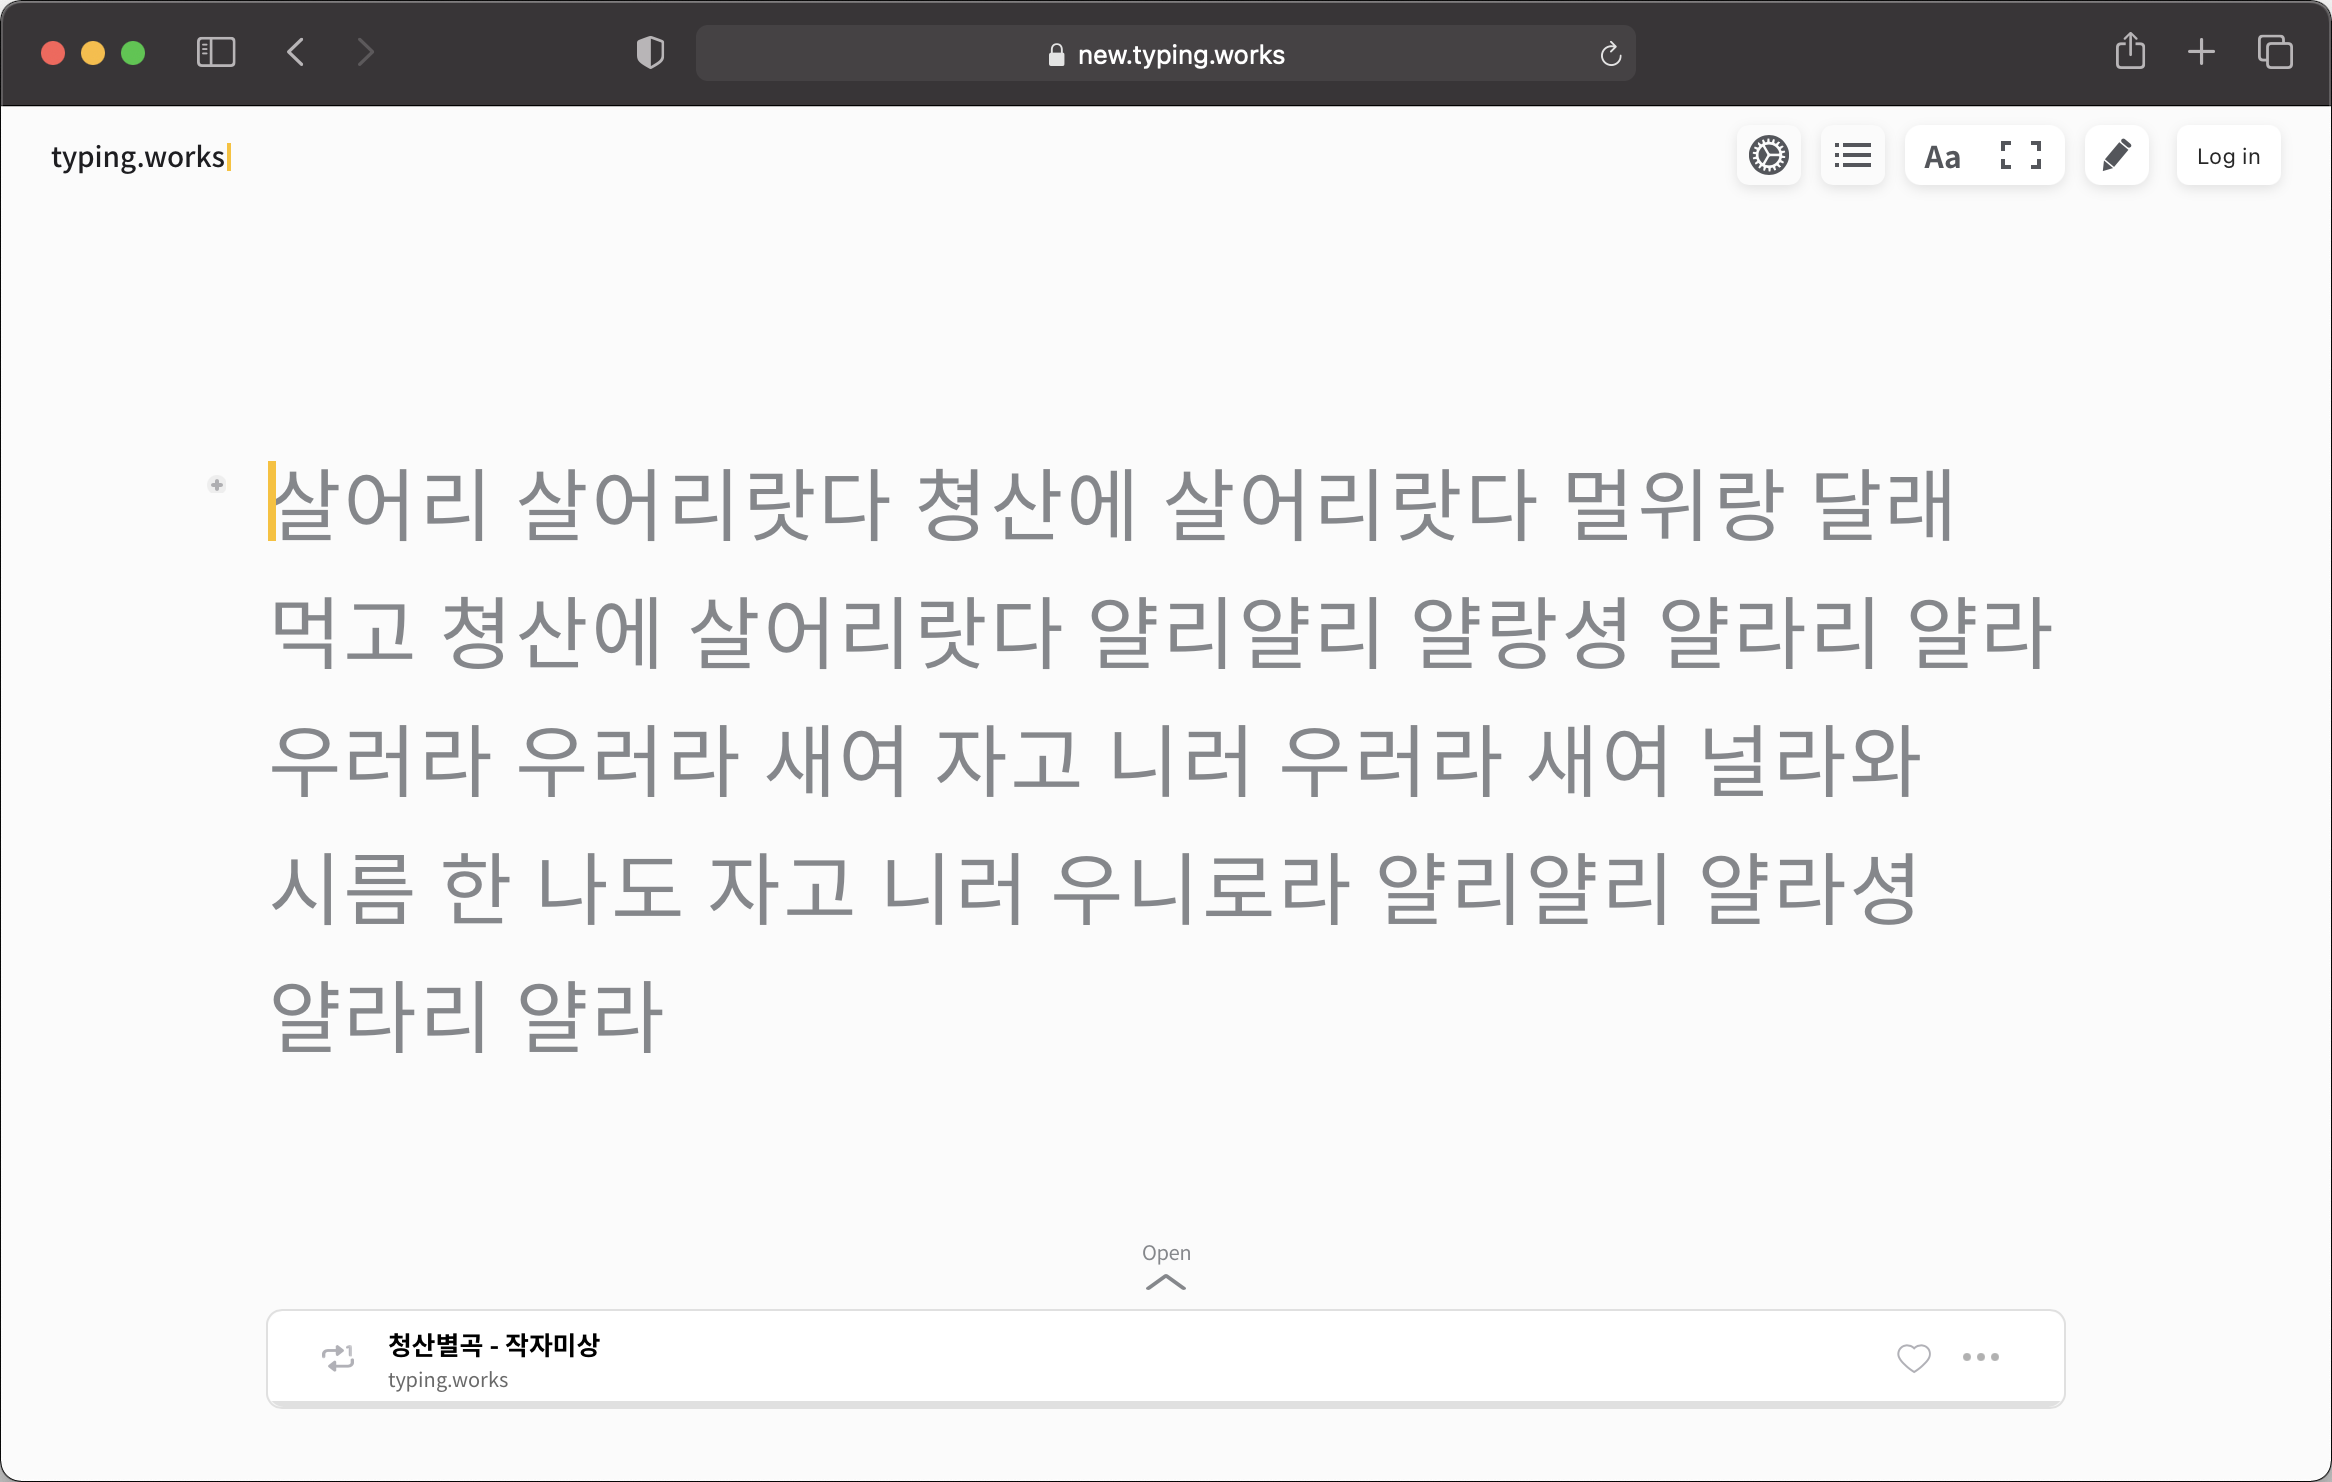 new.typing.works
typing.works
Aa
Log in
살어리 살어리랏다 쳥산에 살어리랏다 멀위랑 달래
먹고 쳥산에 살어리랏다 얄리얄리 얄랑셩 얄라리 얄라
우러라 우러라 새여 자고 니러 우러라 새여 널라와
시름 한 나도 자고 니러 우니로라 얄리얄리 얄라셩
얄라리 얄라
Open
청산별곡 - 작자미상
typing.works